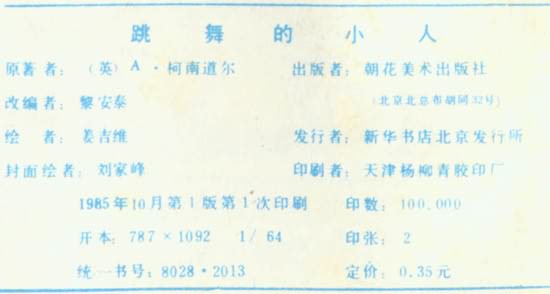 跳舞的小人
原著者：（英）A·柯南道尔 出版者：朝花美术出版社
改编者：黎安泰 （北京北总布胡同32号）
绘 者：姜吉维 发行者：新华书店北京发行所
封面绘者：刘家峰 印刷者：天津杨柳青胶印厂
1985年10月第1版第1次印刷 印数：100,000
开本：787×1092 1/64 印张：2
统一书号：8028·2013 定价：0.35元